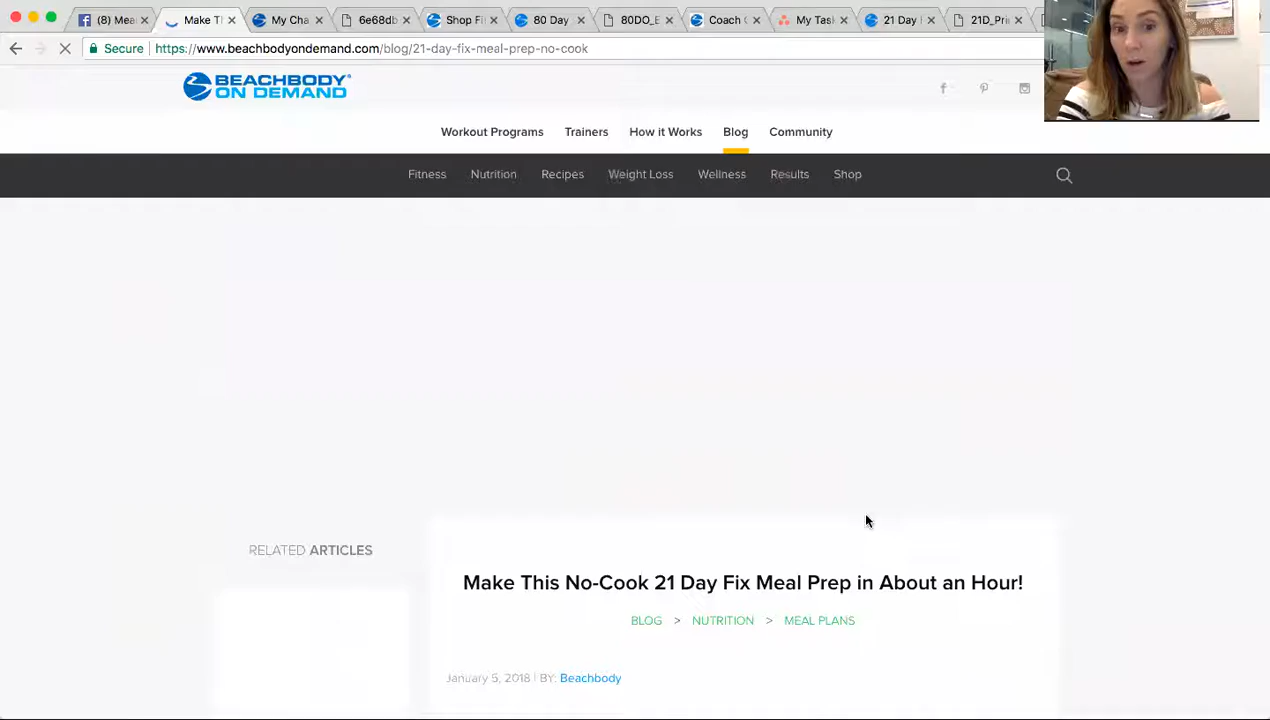 (8) Mea
Make Th
My Cha
6e68db
Shop Fi
80 Day
80DO_E
Coach
My Task
21 Day
21D_Pri
Secure https://www.beachbodyondemand.com/blog/21-day-fix-meal-prep-no-cook
BEACHBODY
ON DEMAND
Workout Programs Trainers How it Works Blog Community
Fitness Nutrition Recipes Weight Loss Wellness Results Shop
RELATED ARTICLES
Make This No-Cook 21 Day Fix Meal Prep in About an Hour!
BLOG > NUTRITION > MEAL PLANS
January 5, 2018 | BY: Beachbody